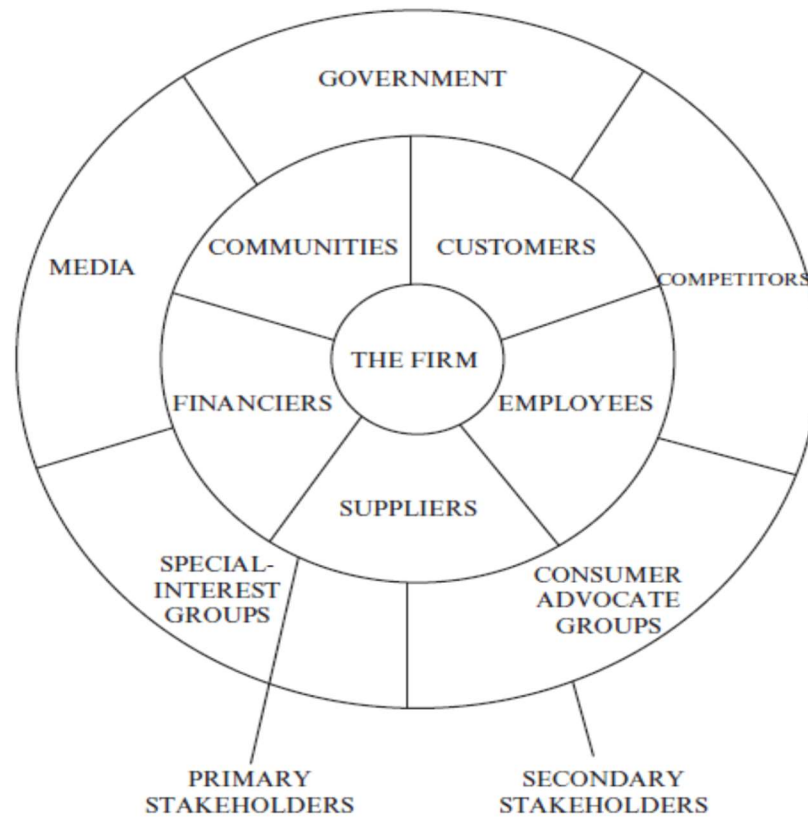 GOVERNMENT
COMMUNITIES
CUSTOMERS
MEDIA
COMPETITORS
THE FIRM
FINANCIERS
EMPLOYEES
SUPPLIERS
SPECIAL-
INTEREST
GROUPS
CONSUMER
ADVOCATE
GROUPS
PRIMARY
STAKEHOLDERS
SECONDARY
STAKEHOLDERS